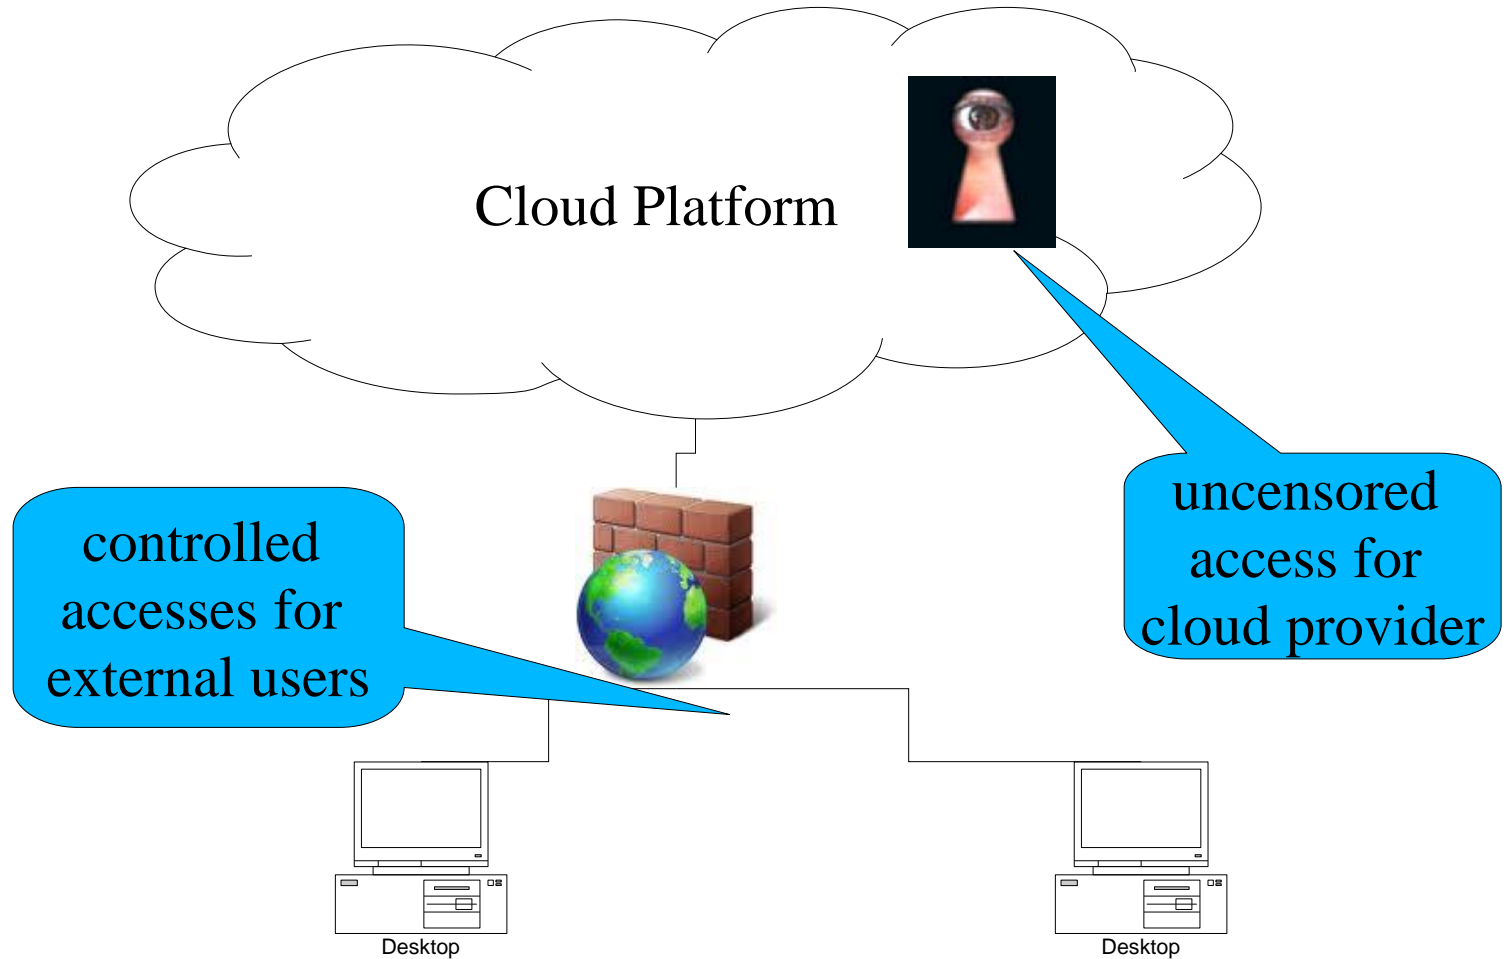 Cloud Platform
controlled
accesses for
external users
uncensored
access for
cloud provider
Desktop
Desktop